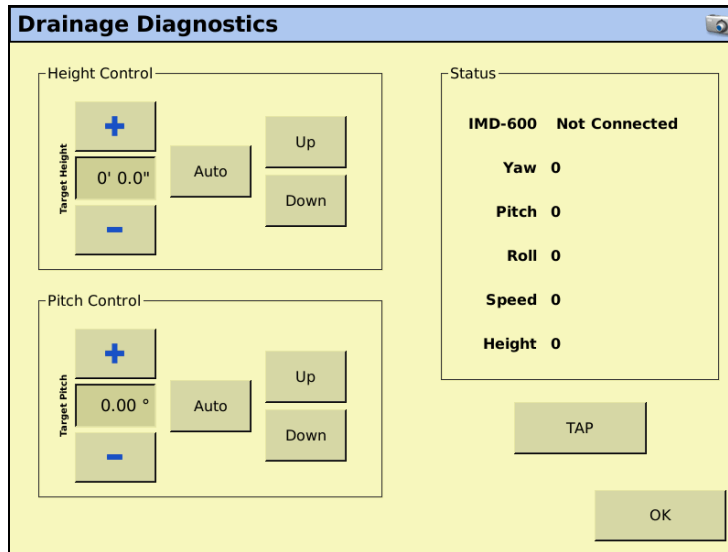 Drainage Diagnostics
Height Control
+
Target Height
0' 0.0"
−
Auto
Up
Down
Pitch Control
+
Target Pitch
0.00 °
−
Auto
Up
Down
Status
IMD-600 Not Connected
Yaw 0
Pitch 0
Roll 0
Speed 0
Height 0
TAP
OK